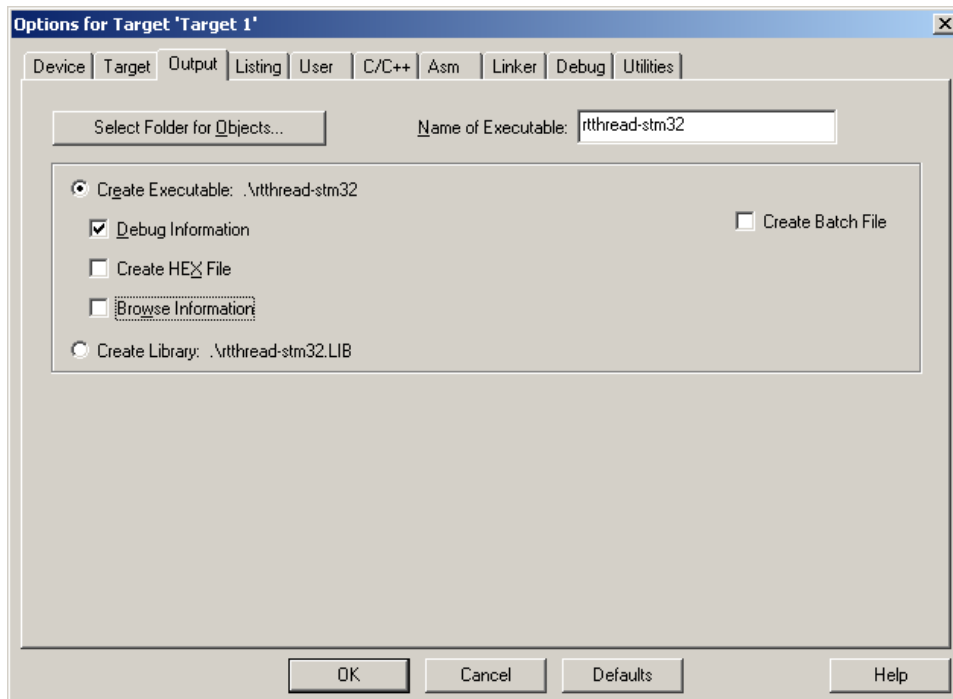 Options for Target 'Target 1'
Device Target Output Listing User C/C++ Asm Linker Debug Utilities
Select Folder for Objects... Name of Executable: rtthread-stm32
Create Executable: .\rtthread-stm32
Debug Information Create Batch File
Create HEX File
Browse Information
Create Library: .\rtthread-stm32.LIB
OK Cancel Defaults Help